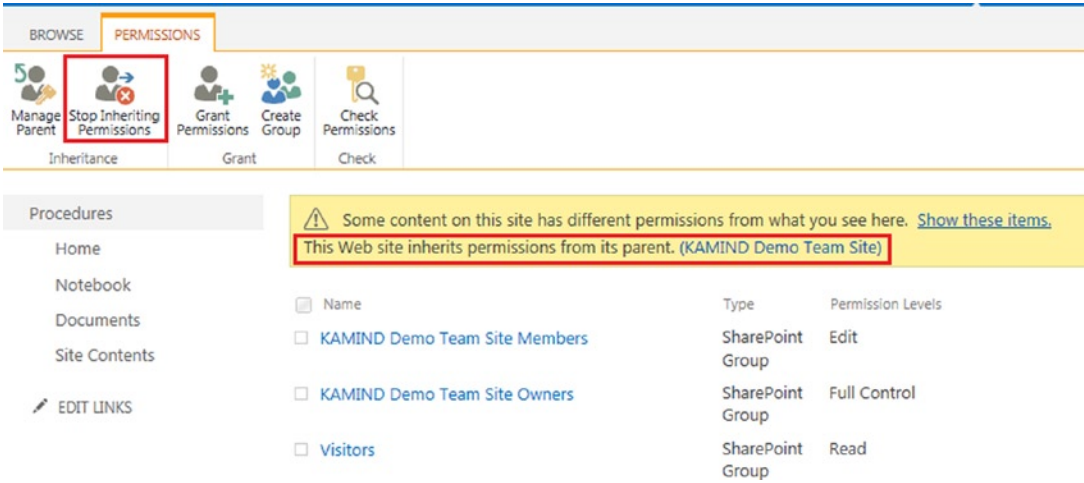 BROWSE PERMISSIONS
Manage Parent
Stop Inheriting Permissions
Grant Permissions
Create Group
Check Permissions
Inheritance Grant Check
Procedures
Home
Notebook
Documents
Site Contents
EDIT LINKS
Some content on this site has different permissions from what you see here. Show these items.
This Web site inherits permissions from its parent. (KAMIND Demo Team Site)
Name Type Permission Levels
KAMIND Demo Team Site Members SharePoint Group Edit
KAMIND Demo Team Site Owners SharePoint Group Full Control
Visitors SharePoint Group Read